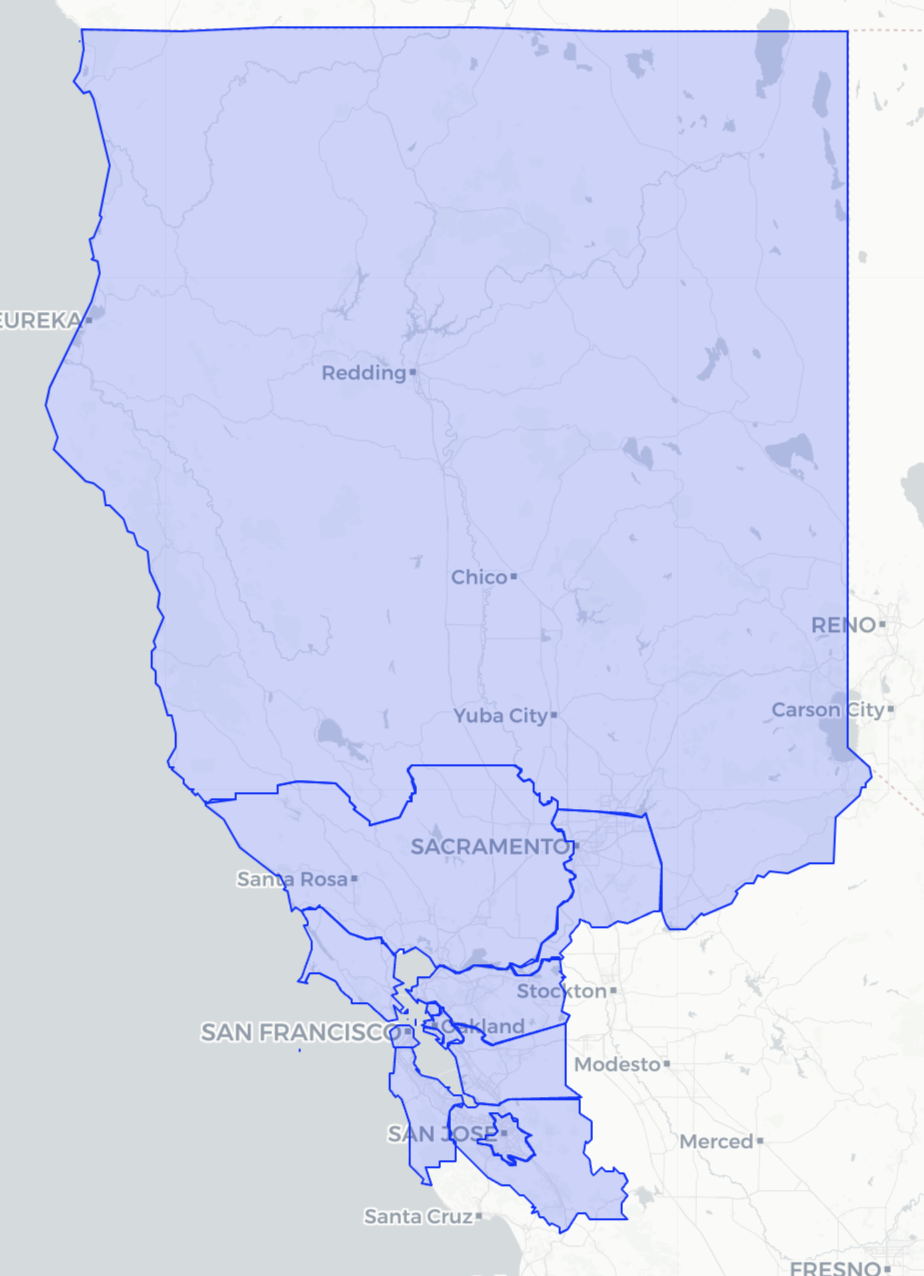 EUREKA
Redding
Chico
RENO
Yuba City
Carson City
SACRAMENTO
Santa Rosa
Stockton
Oakland
SAN FRANCISCO
Modesto
SAN JOSE
Merced
Santa Cruz
FRESNO